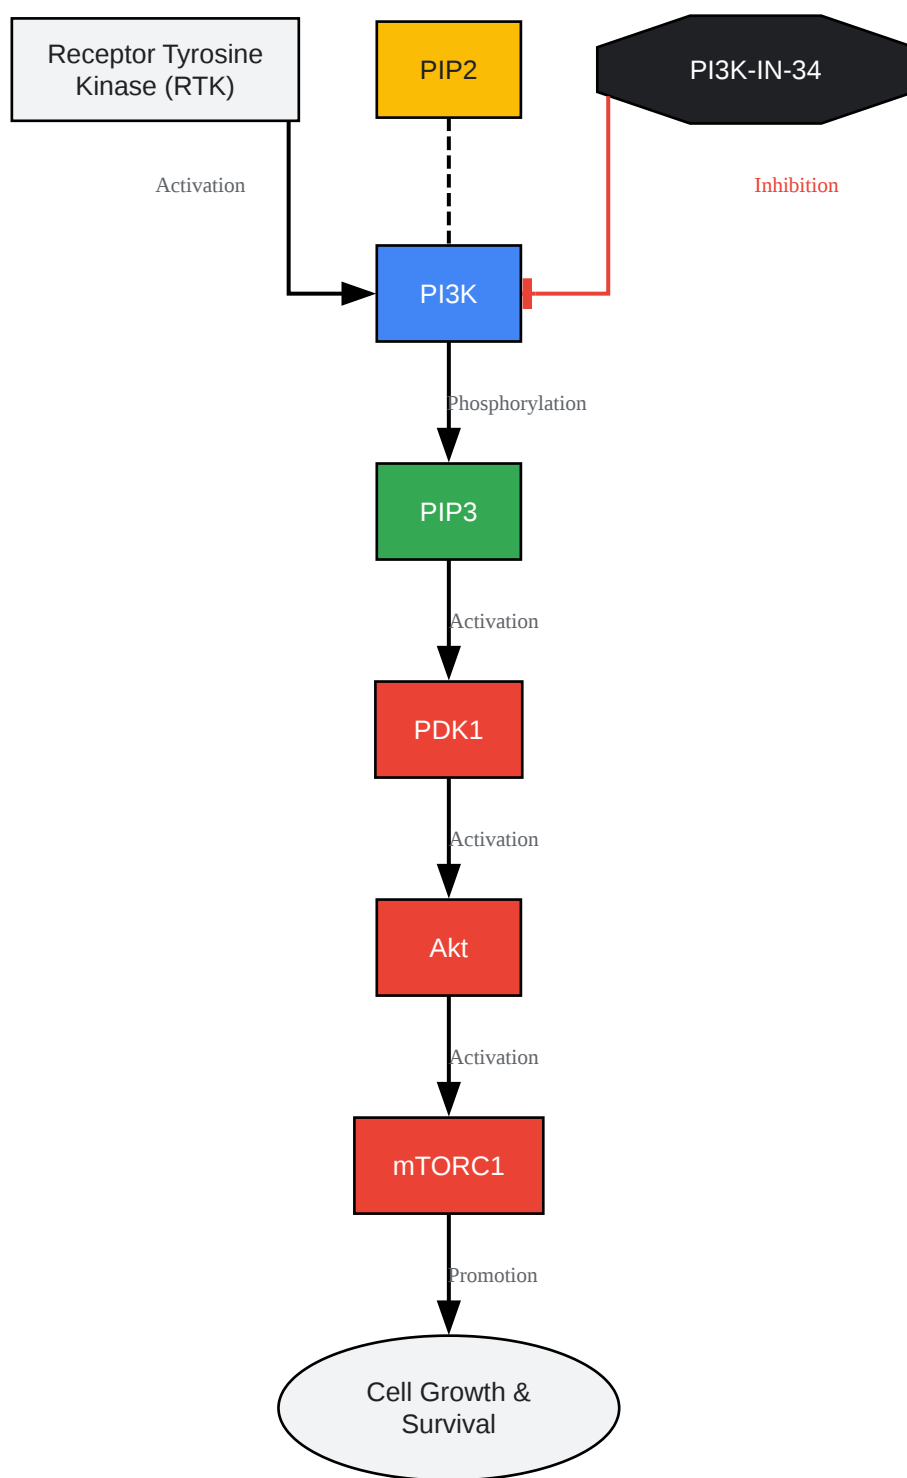 Receptor Tyrosine
Kinase (RTK)
PIP2
PI3K-IN-34
Activation
Inhibition
PI3K
Phosphorylation
PIP3
Activation
PDK1
Activation
Akt
Activation
mTORC1
Promotion
Cell Growth &
Survival